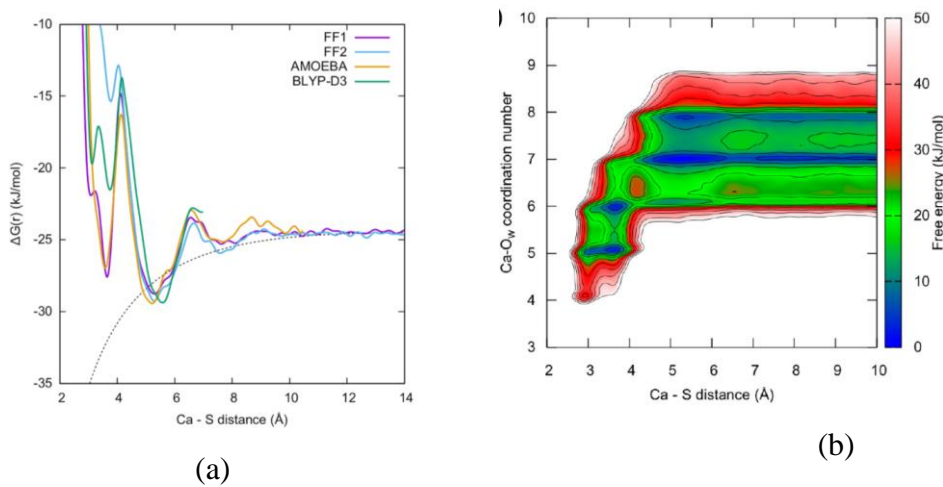 )
-10
-15
-20
-25
-30
-35
ΔG(r) (kJ/mol)
FF1
FF2
AMOEBA
BLYP-D3
2 4 6 8 10 12 14
Ca - S distance (Å)
(a)
10
9
8
7
6
5
4
3
Ca-Ow coordination number
2 3 4 5 6 7 8 9 10
Ca - S distance (Å)
50
40
30
20
10
0
Free energy (kJ/mol)
(b)